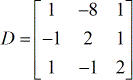 1 -8 1
D = -1 2 1
1 -1 2